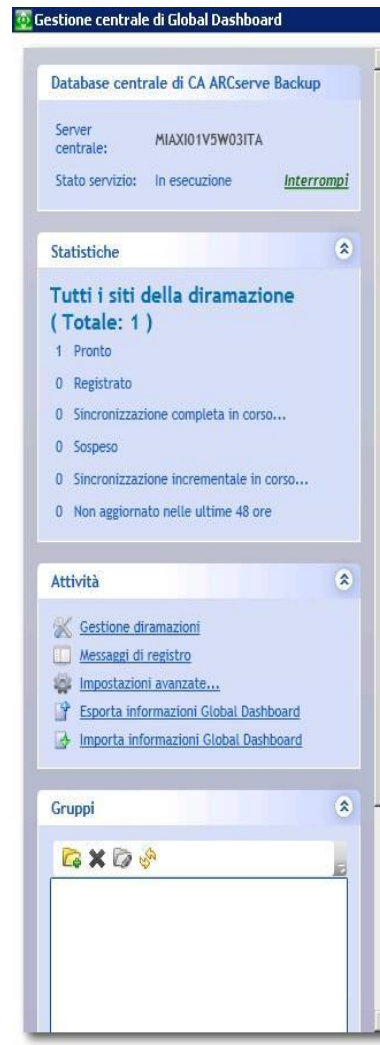 Gestione centrale di Global Dashboard
Database centrale di CA ARCserve Backup
Server
centrale:
MIAXI01V5W03ITA
Stato servizio: In esecuzione Interrompi
Statistiche
Tutti i siti della diramazione
( Totale: 1 )
1 Pronto
0 Registrato
0 Sincronizzazione completa in corso...
0 Sospeso
0 Sincronizzazione incrementale in corso...
0 Non aggiornato nelle ultime 48 ore
Attività
Gestione diramazioni
Messaggi di registro
Impostazioni avanzate...
Esporta informazioni Global Dashboard
Importa informazioni Global Dashboard
Gruppi